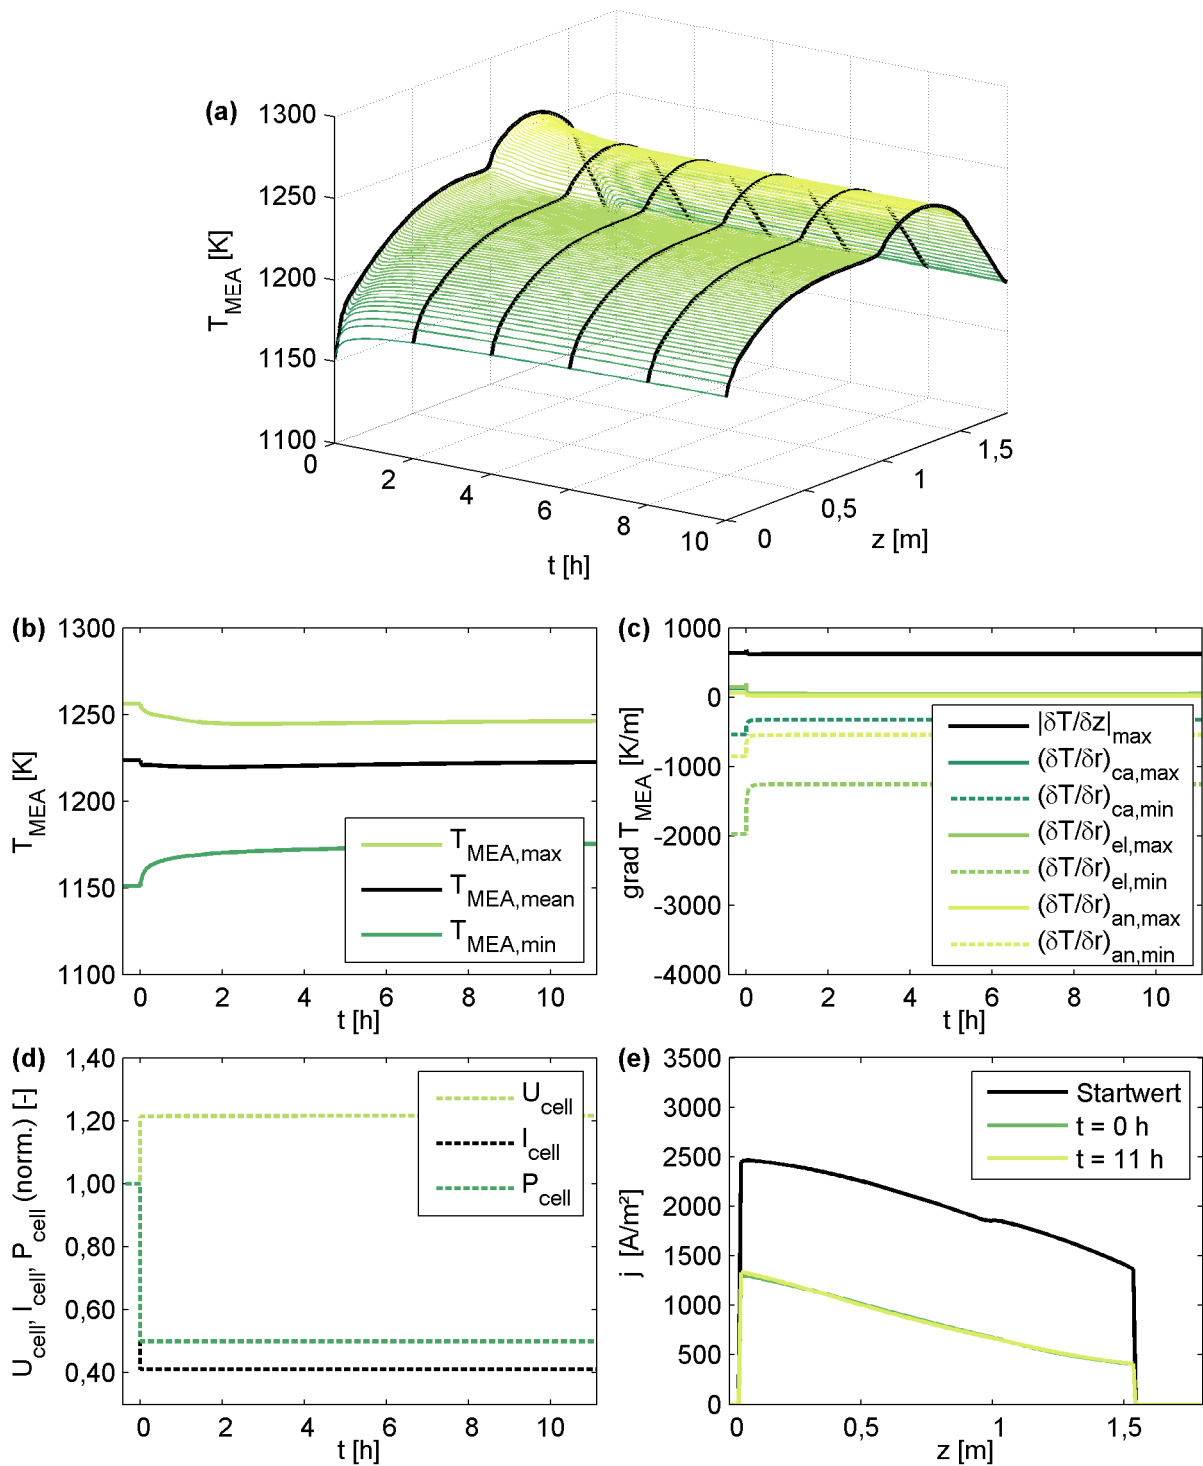 (a)
1300
1250
1200
1150
1100
T_MEA [K]
0
2
4
6
8
10
t [h]
0
0,5
1
1,5
z [m]
(b)
1300
1250
1200
1150
1100
T_MEA [K]
T_MEA,max
T_MEA,mean
T_MEA,min
0 2 4 6 8 10
t [h]
(c)
1000
0
-1000
-2000
-3000
-4000
grad T_MEA [K/m]
|δT/δz|_max
(δT/δr)_ca,max
(δT/δr)_ca,min
(δT/δr)_el,max
(δT/δr)_el,min
(δT/δr)_an,max
(δT/δr)_an,min
0 2 4 6 8 10
t [h]
(d)
1,40
1,20
1,00
0,80
0,60
0,40
U_cell, I_cell, P_cell (norm.) [-]
U_cell
I_cell
P_cell
0 2 4 6 8 10
t [h]
(e)
3500
3000
2500
2000
1500
1000
500
0
j [A/m²]
Startwert
t = 0 h
t = 11 h
0 0,5 1 1,5
z [m]